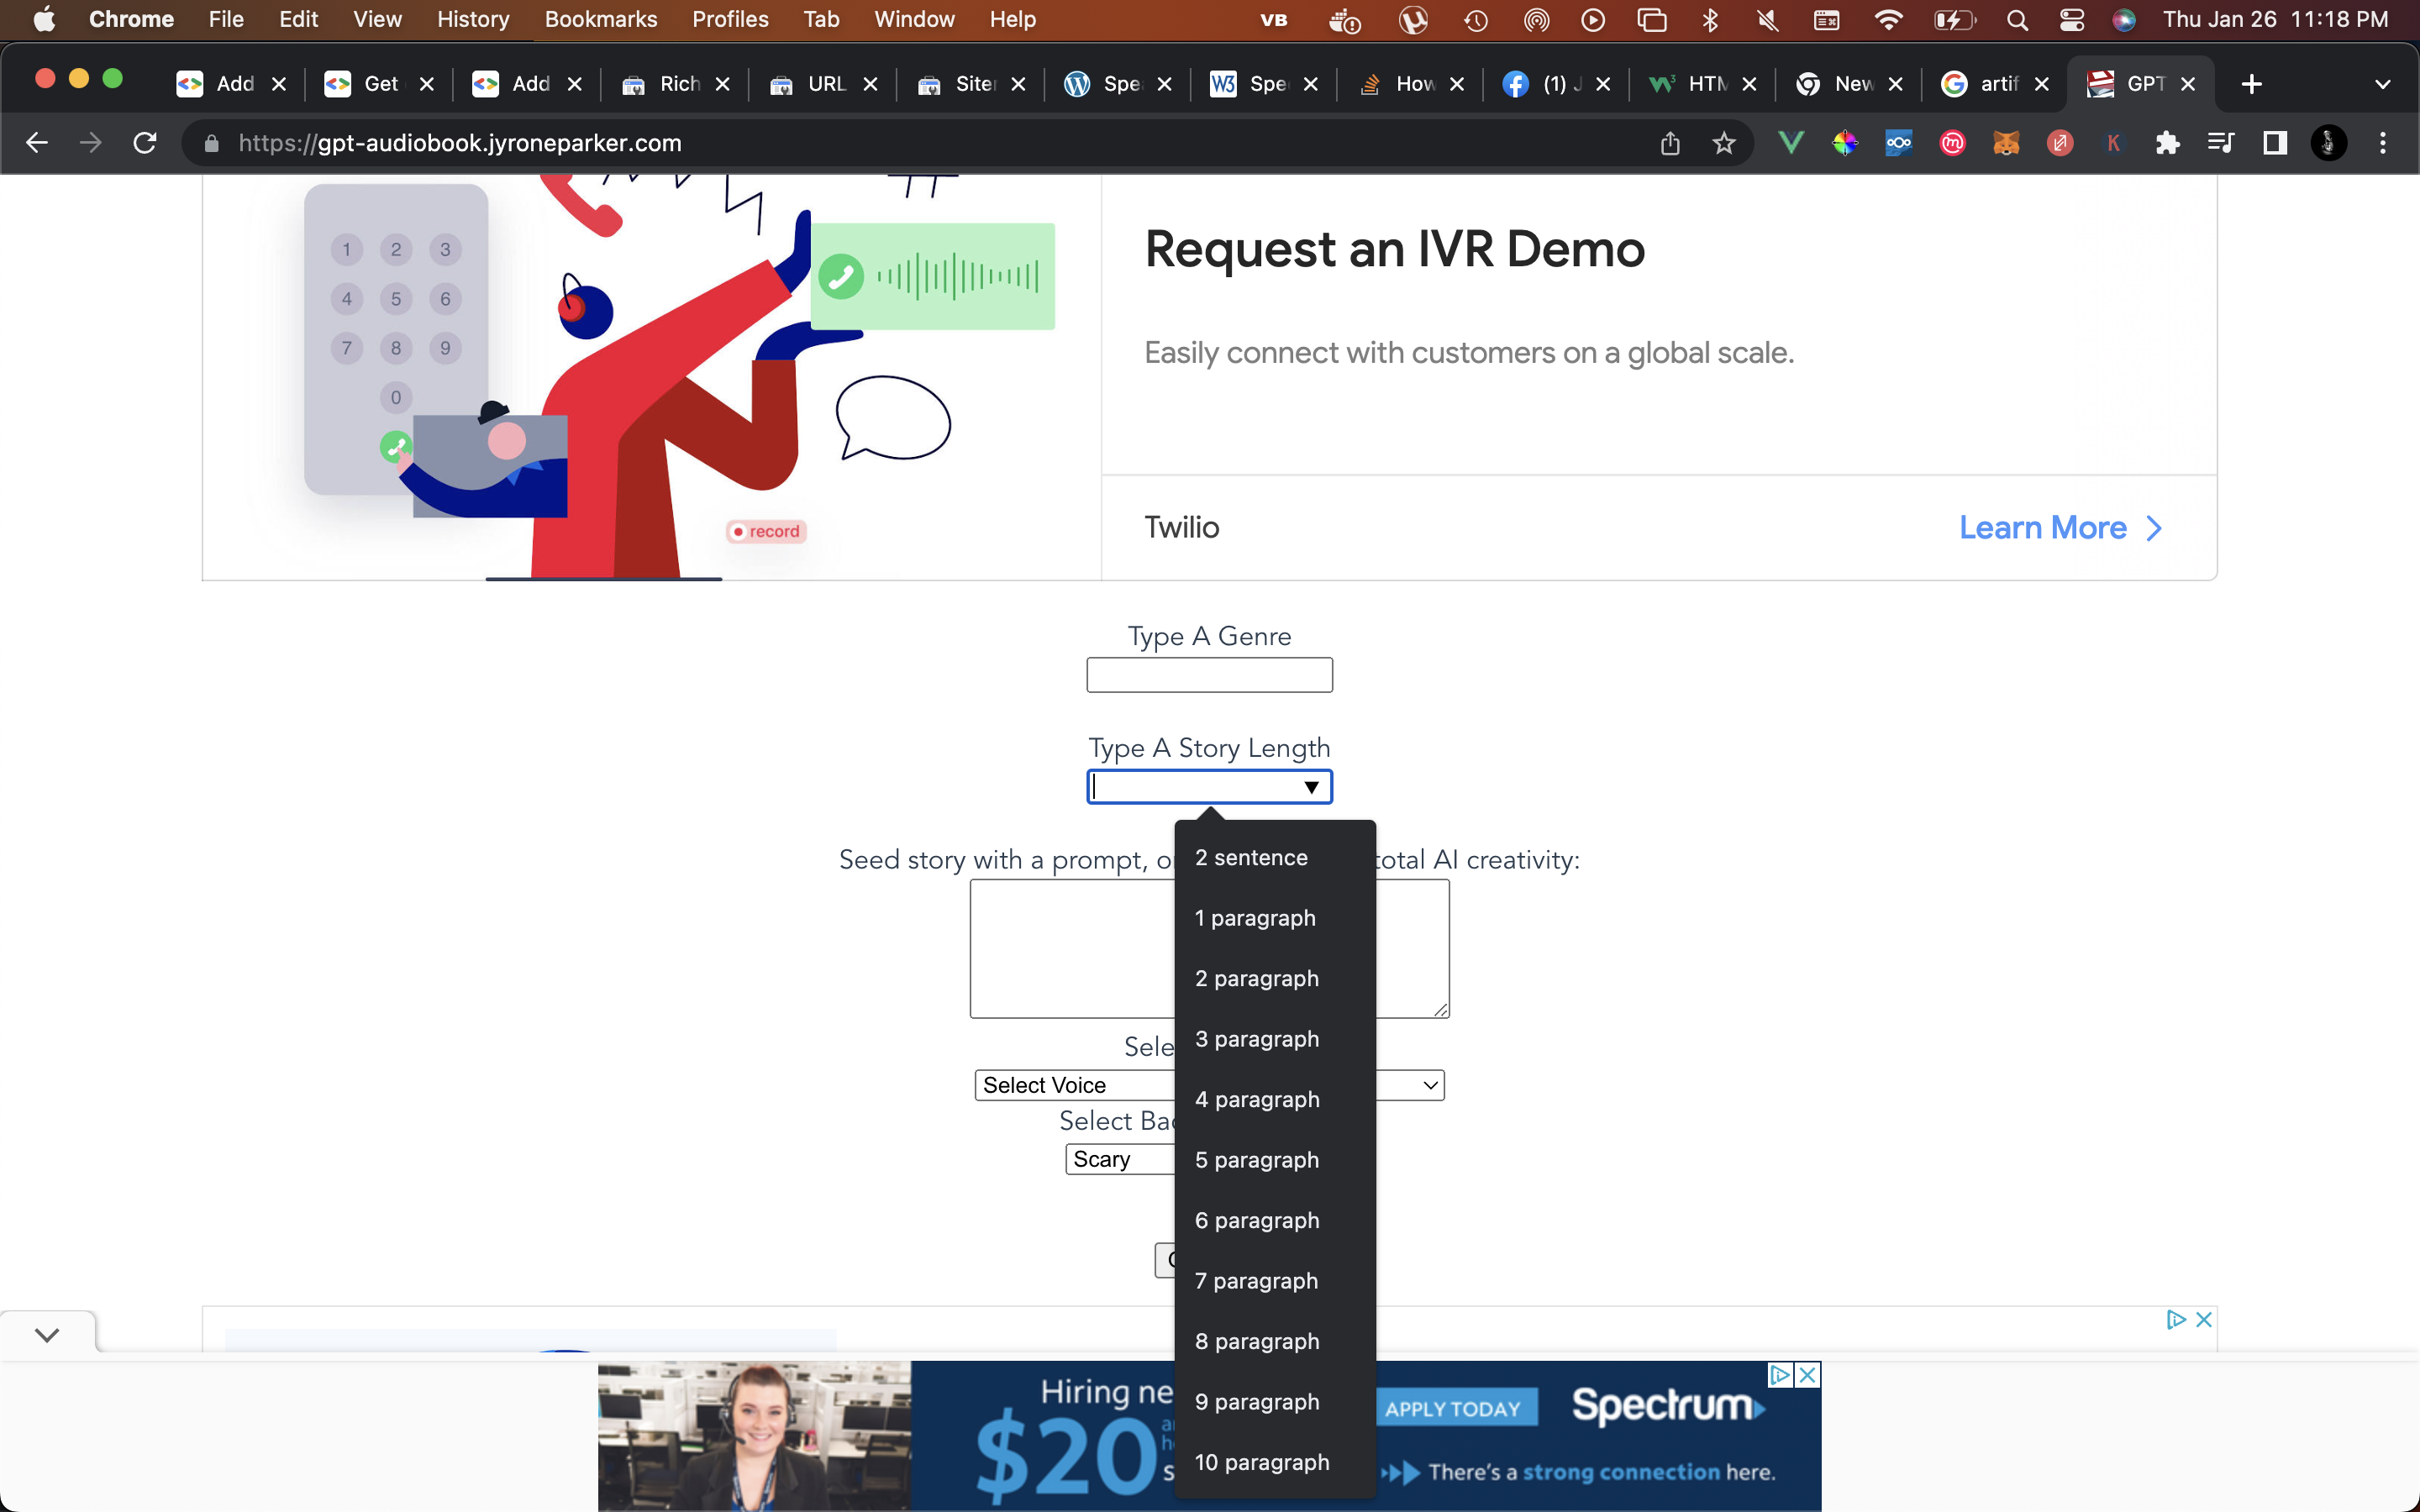 Chrome File Edit View History Bookmarks Profiles Tab Window Help VB Thu Jan 26 11:18 PM
Add Get Add Rich URL Siter Spe W3 Spe How (1) J HTM New artif GPT
https://gpt-audiobook.jyroneparker.com
1 2 3
4 5 6
7 8 9
0
record
Request an IVR Demo
Easily connect with customers on a global scale.
Twilio
Learn More
Type A Genre
Type A Story Length
2 sentence
1 paragraph
2 paragraph
3 paragraph
4 paragraph
5 paragraph
6 paragraph
7 paragraph
8 paragraph
9 paragraph
10 paragraph
Seed story with a prompt, o total AI creativity:
Sele
Select Voice
Select Ba
Scary
Hiring ne
$20
APPLY TODAY
Spectrum
There's a strong connection here.